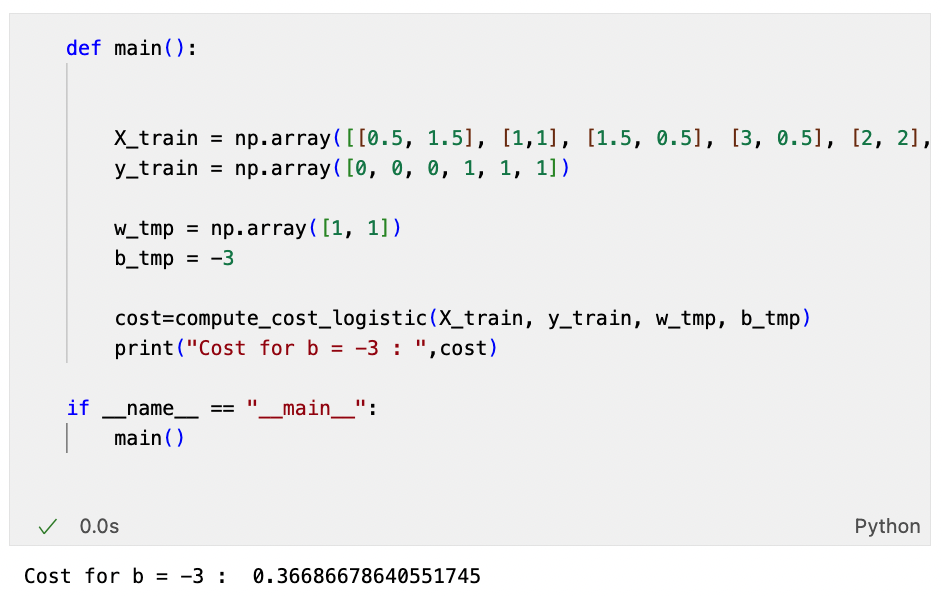 def main():
X_train = np.array([[0.5, 1.5], [1,1], [1.5, 0.5], [3, 0.5], [2, 2],
y_train = np.array([0, 0, 0, 1, 1, 1])
w_tmp = np.array([1, 1])
b_tmp = -3
cost=compute_cost_logistic(X_train, y_train, w_tmp, b_tmp)
print("Cost for b = -3 : ",cost)
if __name__ == "__main__":
main()
✓ 0.0s Python
Cost for b = -3 :  0.36686678640551745